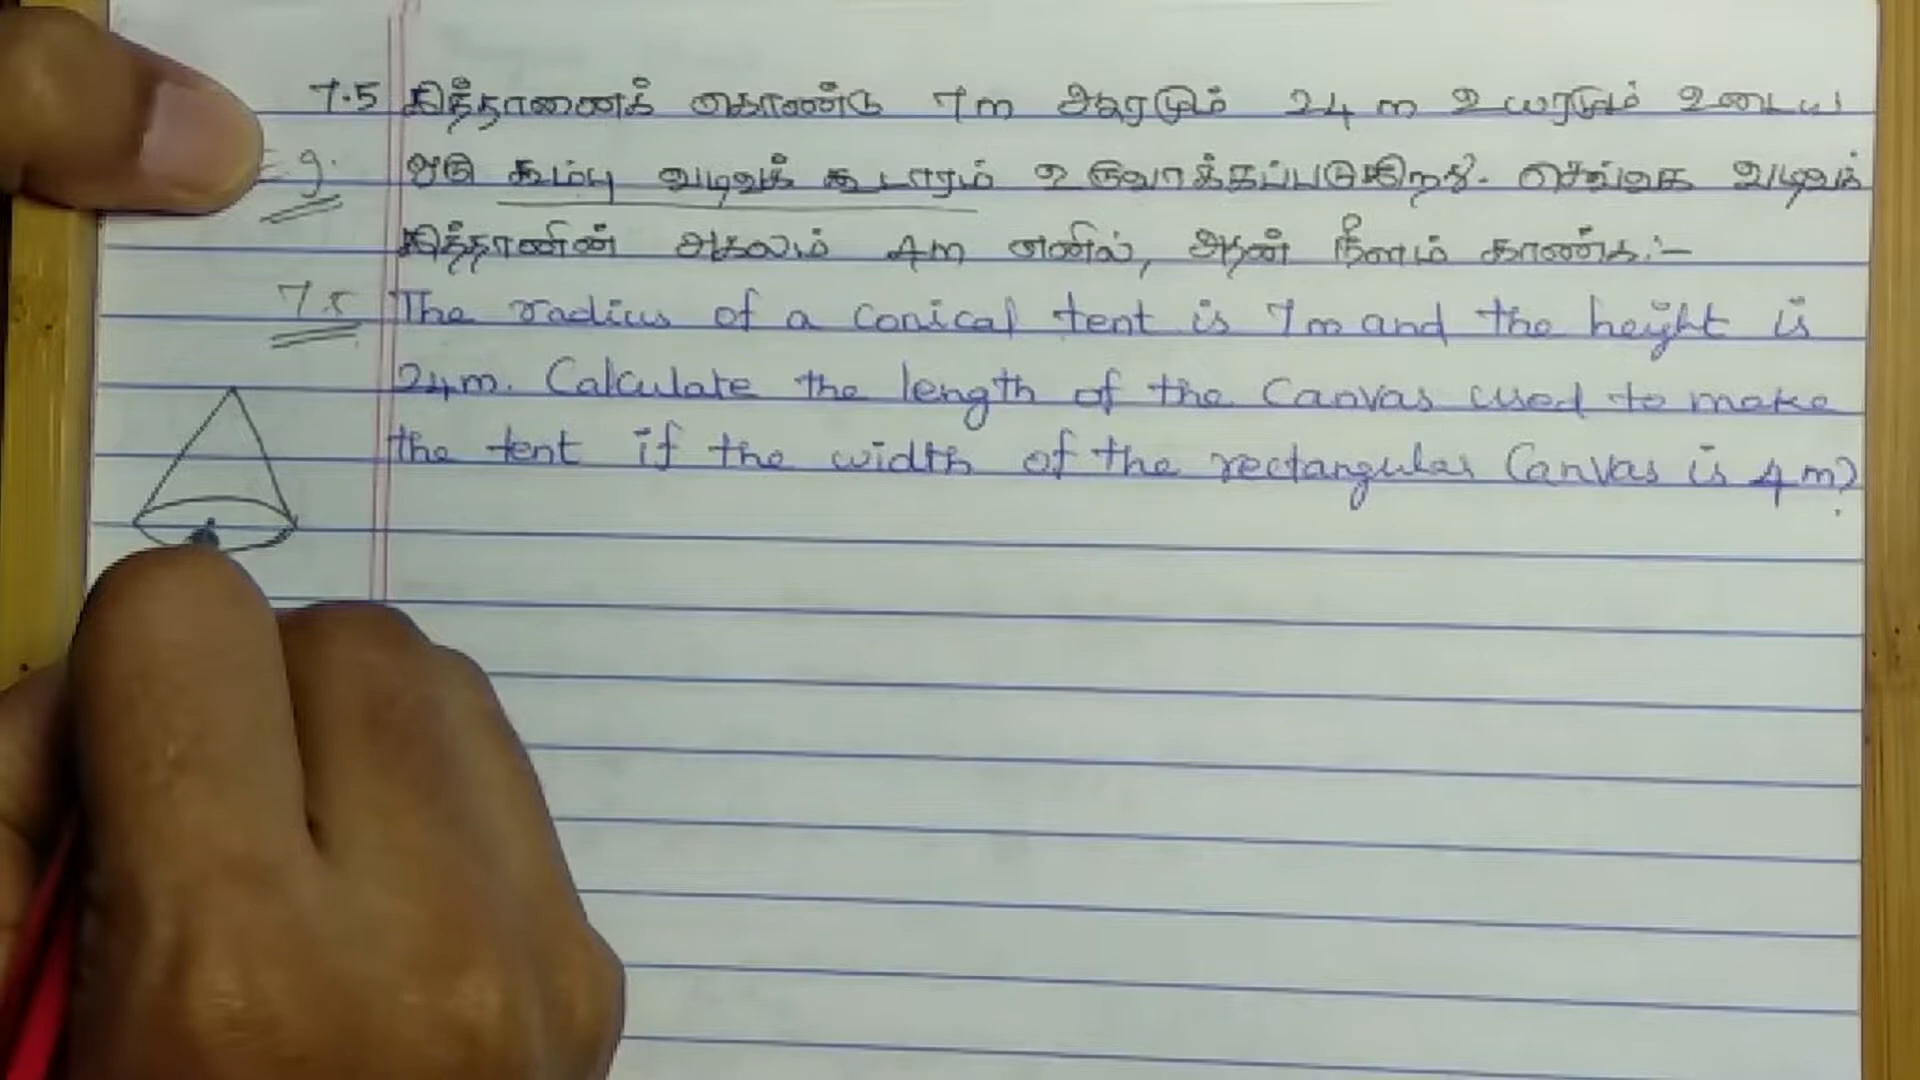 7.5 கித்தானைக் கொண்டு 7m ஆரமும் 24 m உயரமும் உடைய
Eg. ஒரு கூம்பு வடிவக் கூடாரம் உருவாக்கப்படுகிறது. செவ்வக வடிவக்
கித்தானின் அகலம் 4m எனில், அதன் நீளம் காண்க:-
7.5 The radius of a conical tent is 7m and the height is
24m. Calculate the length of the Canvas used to make
the tent if the width of the rectangular Canvas is 4m?